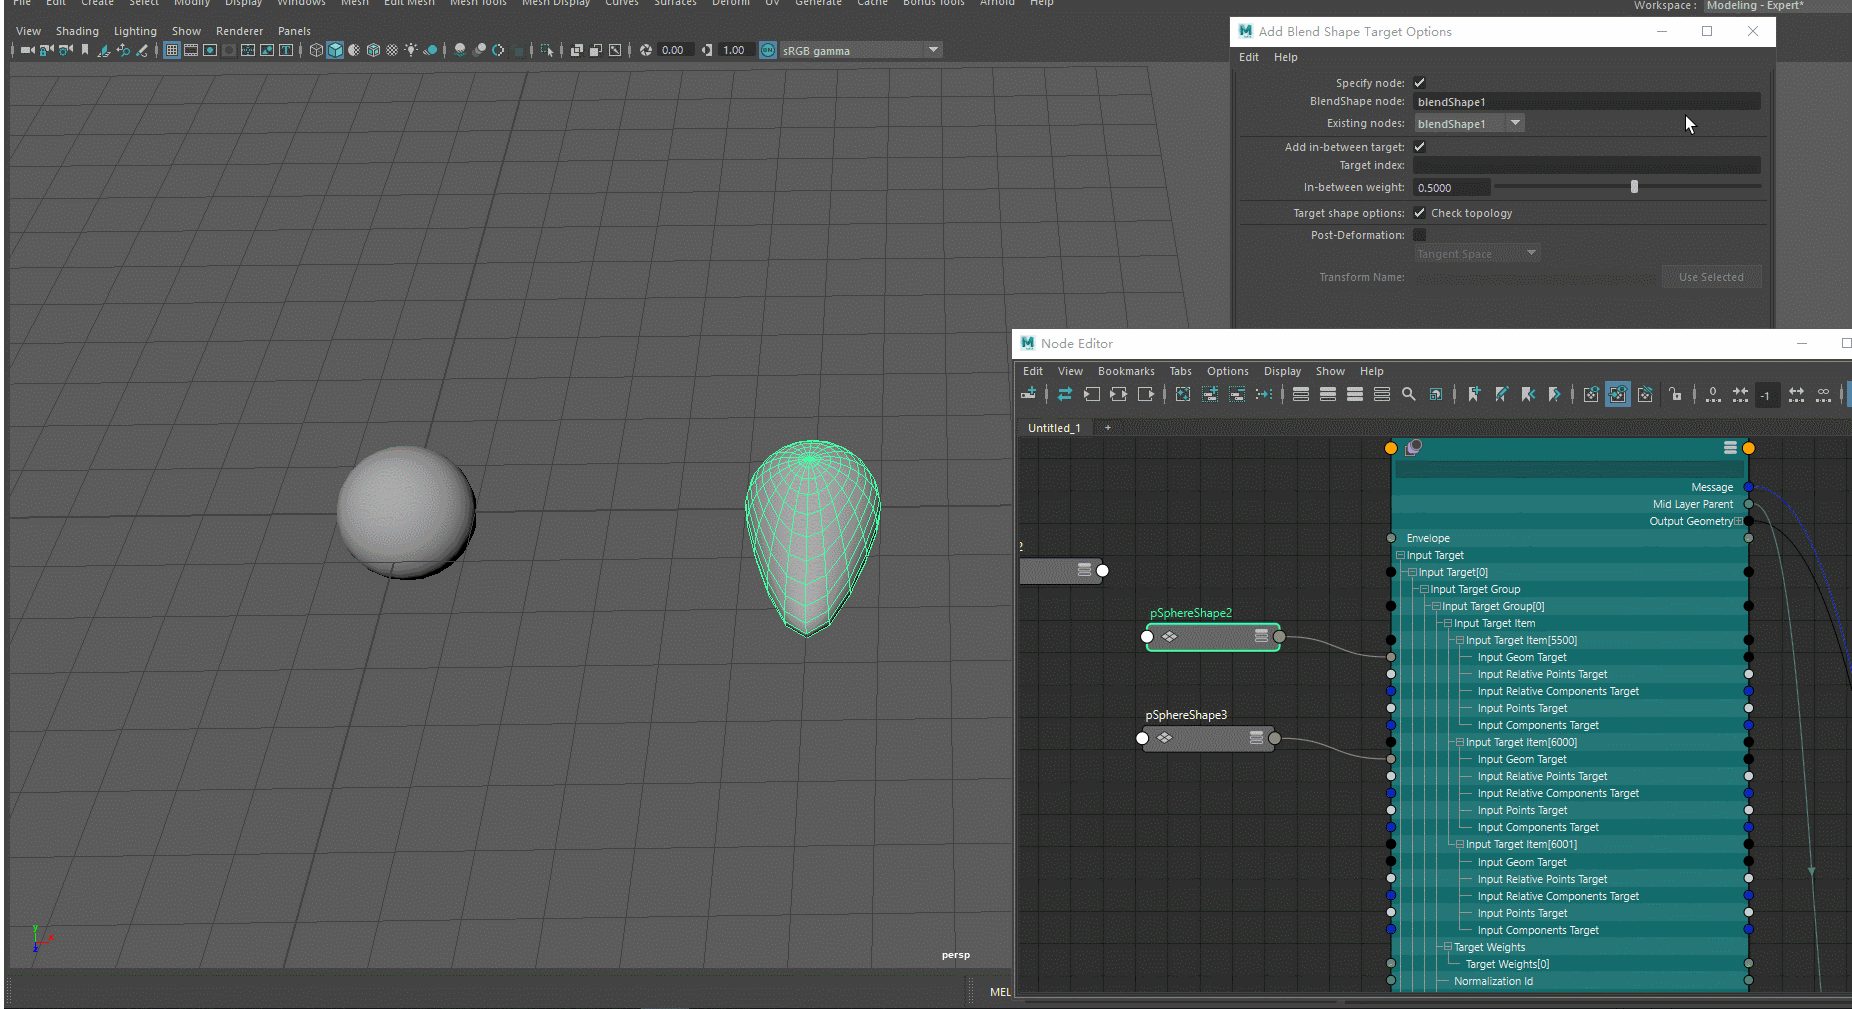 File Edit Create Select Modify Display Windows Mesh Edit Mesh Mesh Tools Mesh Display Curves Surfaces Deform UV Generate Cache Bonus Tools Arnold Help
Workspace : Modeling - Expert*
View Shading Lighting Show Renderer Panels
0.00 1.00 sRGB gamma
persp
MEL
Add Blend Shape Target Options
Edit Help
Specify node:
BlendShape node: blendShape1
Existing nodes: blendShape1
Add in-between target:
Target index:
In-between weight: 0.5000
Target shape options: Check topology
Post-Deformation:
Tangent Space
Transform Name: Use Selected
Node Editor
Edit View Bookmarks Tabs Options Display Show Help
0 -1 ∞
Untitled_1 +
2
pSphereShape2
pSphereShape3
Message
Mid Layer Parent
Output Geometry
Envelope
Input Target
Input Target[0]
Input Target Group
Input Target Group[0]
Input Target Item
Input Target Item[5500]
Input Geom Target
Input Relative Points Target
Input Relative Components Target
Input Points Target
Input Components Target
Input Target Item[6000]
Input Geom Target
Input Relative Points Target
Input Relative Components Target
Input Points Target
Input Components Target
Input Target Item[6001]
Input Geom Target
Input Relative Points Target
Input Relative Components Target
Input Points Target
Input Components Target
Target Weights
Target Weights[0]
Normalization Id